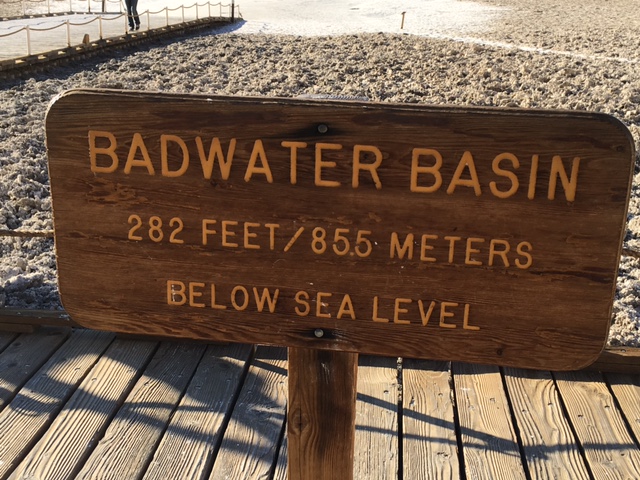 BADWATER BASIN
282 FEET/85.5 METERS
BELOW SEA LEVEL